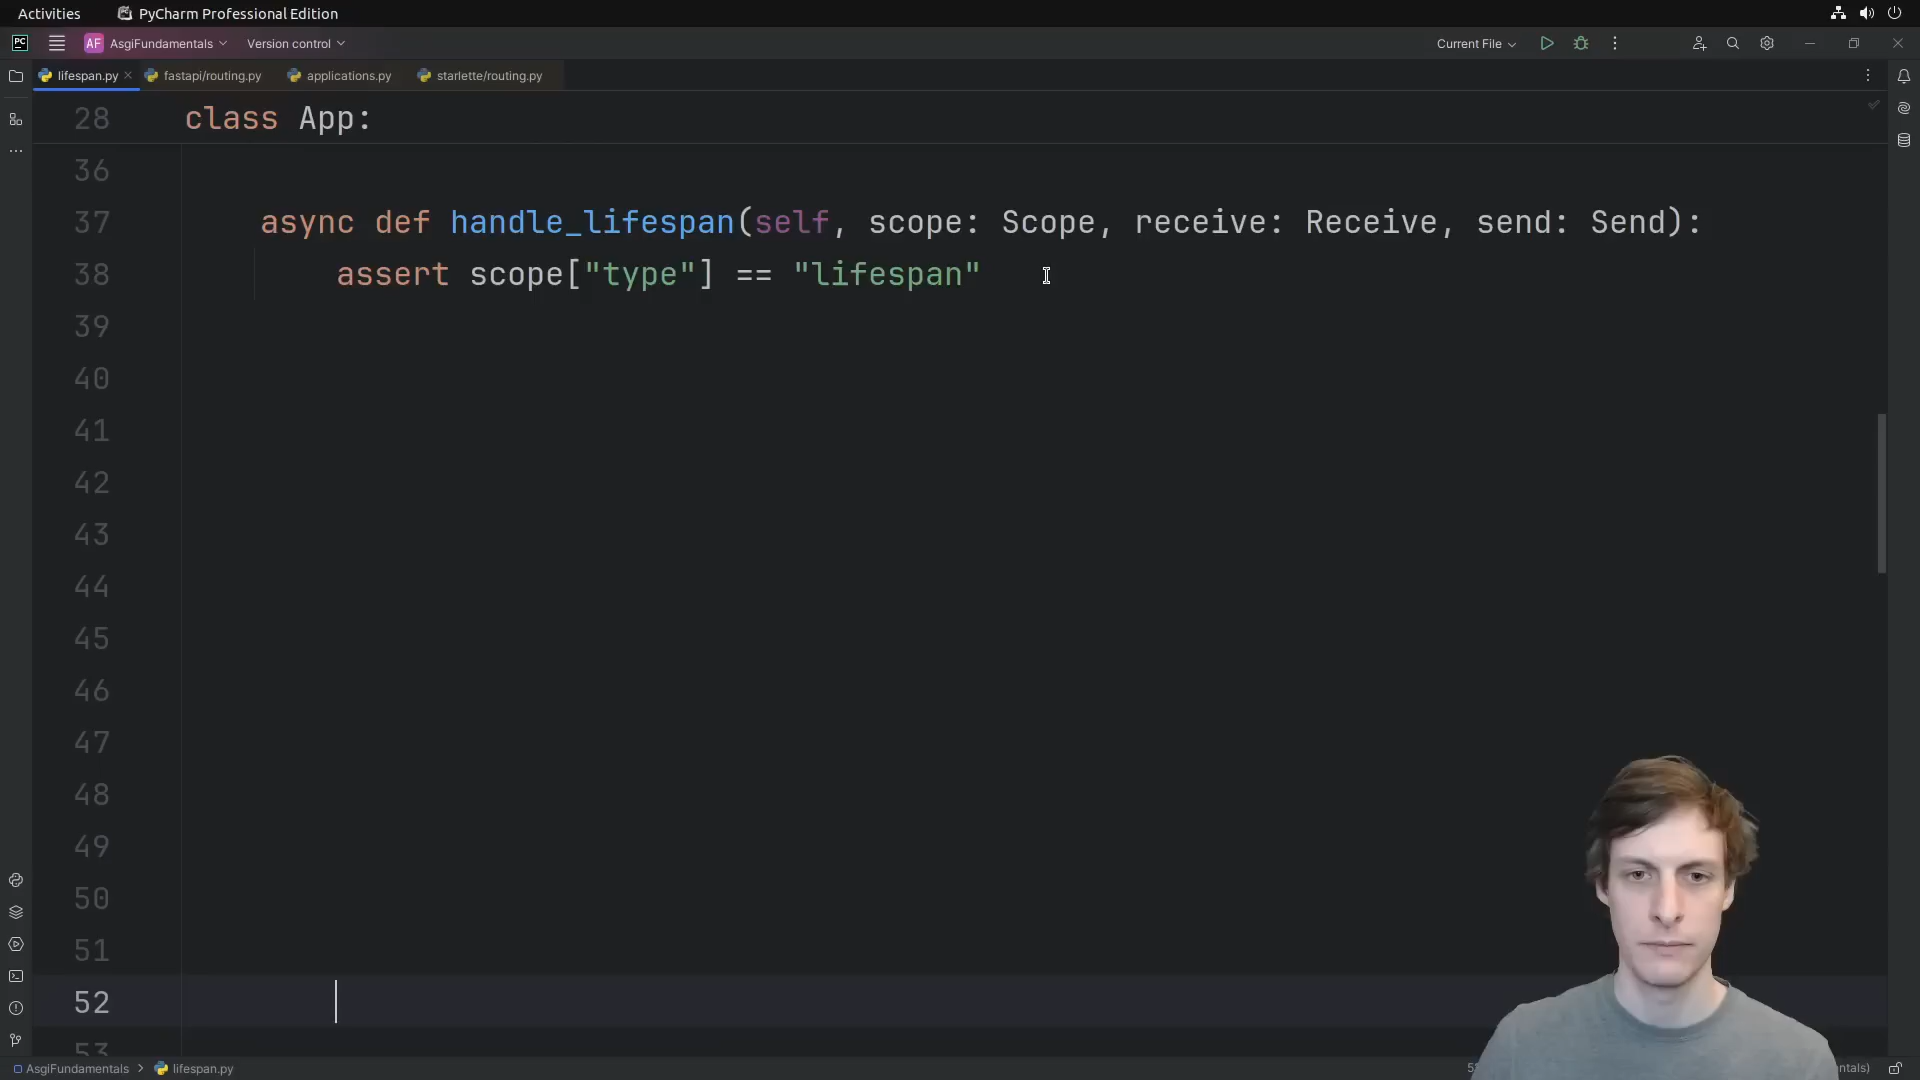 Activities PyCharm Professional Edition
PC AF AsgiFundamentals Version control Current File
lifespan.py fastapi/routing.py applications.py starlette/routing.py
28 class App:
36
37 async def handle_lifespan(self, scope: Scope, receive: Receive, send: Send):
38 assert scope["type"] == "lifespan"
39
40
41
42
43
44
45
46
47
48
49
50
51
52
53
AsgiFundamentals lifespan.py